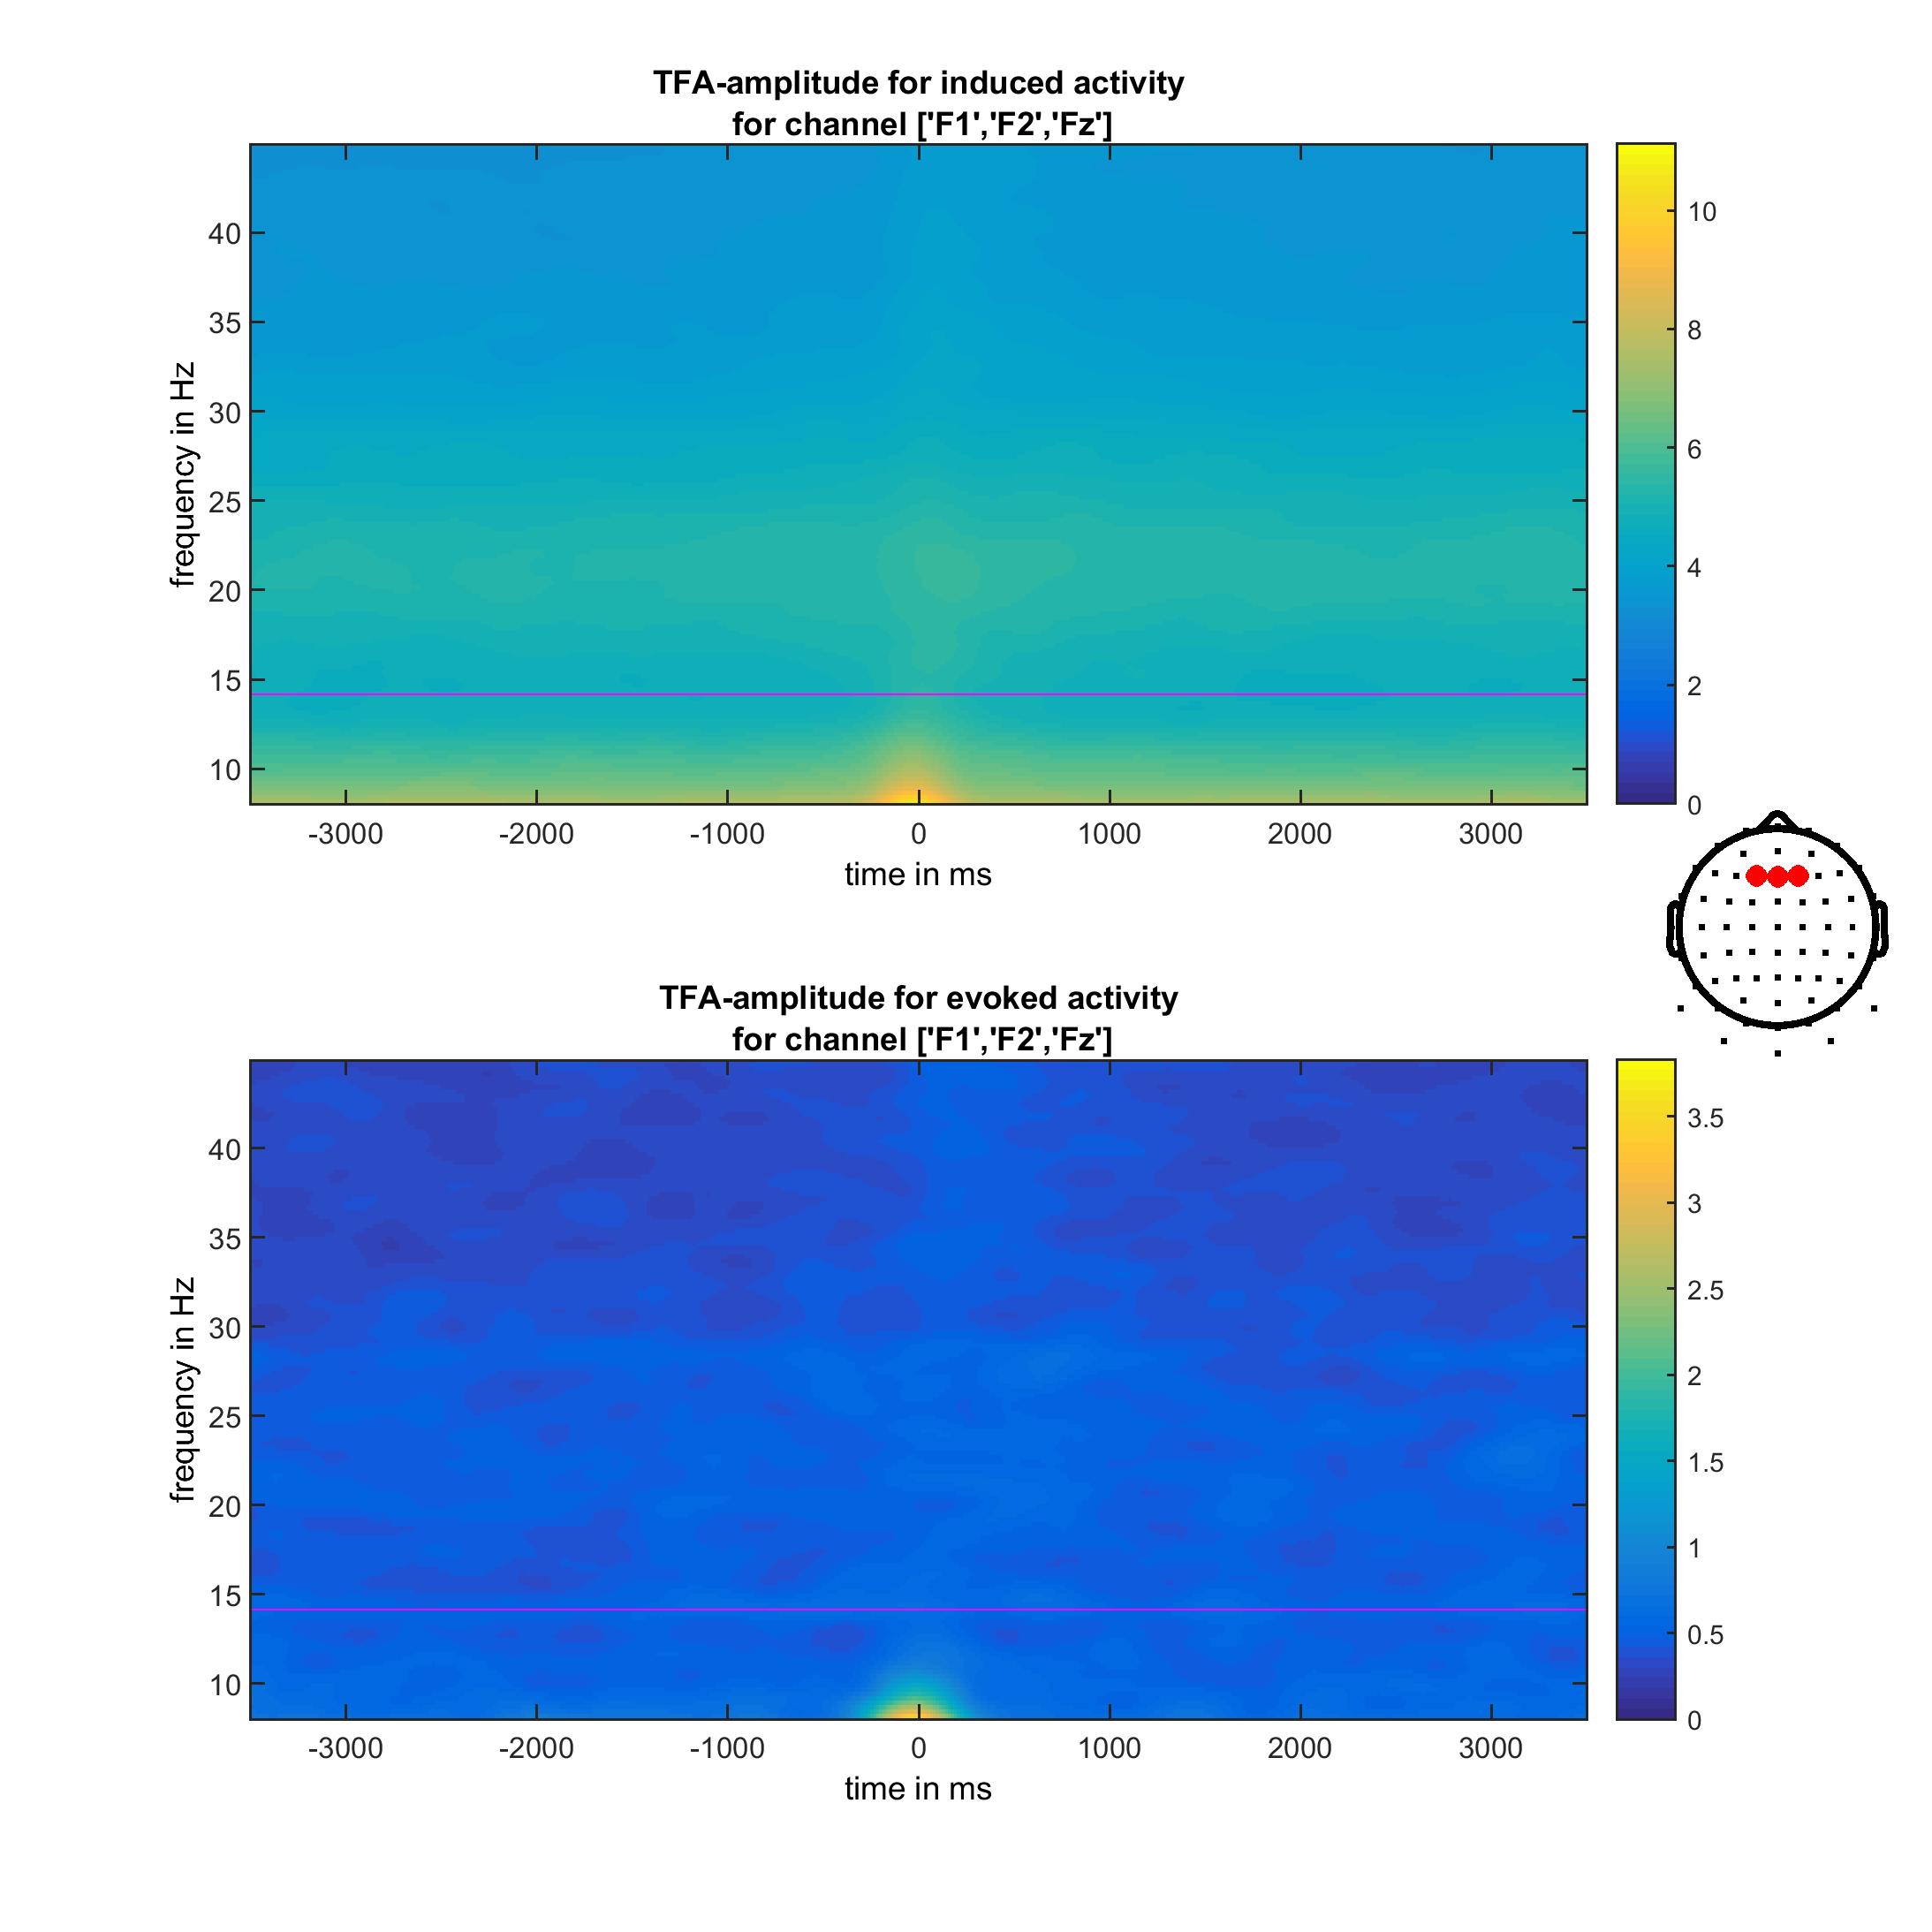 TFA-amplitude for induced activity
for channel ['F1','F2','Fz']
40
35
30
25
20
15
10
frequency in Hz
-3000 -2000 -1000 0 1000 2000 3000
time in ms
10
8
6
4
2
0
TFA-amplitude for evoked activity
for channel ['F1','F2','Fz']
40
35
30
25
20
15
10
frequency in Hz
-3000 -2000 -1000 0 1000 2000 3000
time in ms
3.5
3
2.5
2
1.5
1
0.5
0